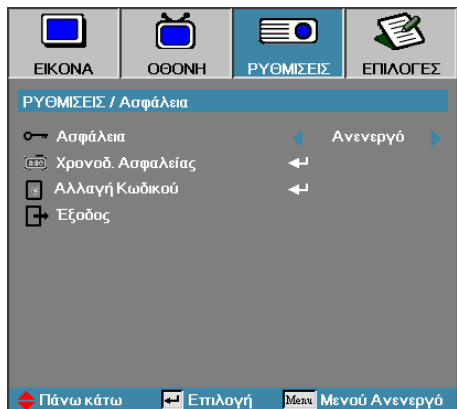 ΕΙΚΟΝΑ ΟΘΟΝΗ ΡΥΘΜΙΣΕΙΣ ΕΠΙΛΟΓΕΣ
ΡΥΘΜΙΣΕΙΣ / Ασφάλεια
Ασφάλεια Ανενεργό
Χρονοδ. Ασφαλείας
Αλλαγή Κωδικού
Έξοδος
Πάνω κάτω Επιλογή Menu Μενού Ανενεργό